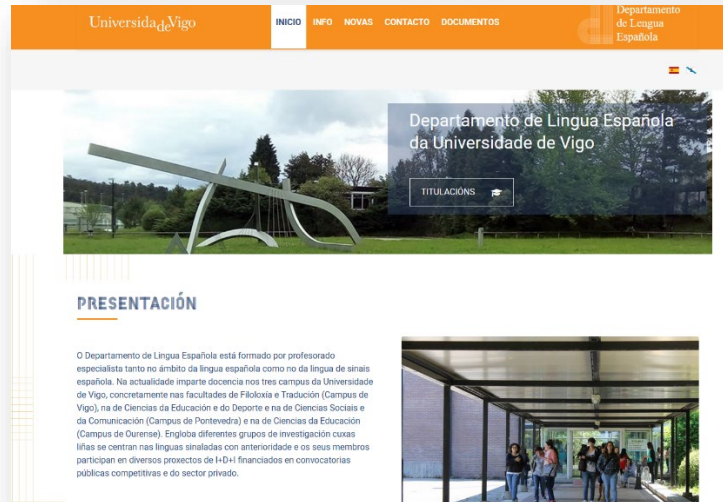 Universidade Vigo
INICIO INFO NOVAS CONTACTO DOCUMENTOS
Departamento
de Lengua
Española
Departamento de Lingua Española
da Universidade de Vigo
TITULACIÓNS
PRESENTACIÓN
O Departamento de Lingua Española está formado por profesorado
especialista tanto no ámbito da lingua española como no da lingua de sinais
española. Na actualidade imparte docencia nos tres campus da Universidade
de Vigo, concretamente nas facultades de Filoloxía e Tradución (Campus de
Vigo), na de Ciencias da Educación e do Deporte e na de Ciencias Sociais e
da Comunicación (Campus de Pontevedra) e na de Ciencias da Educación
(Campus de Ourense). Engloba diferentes grupos de investigación cuxas
liñas se centran nas linguas sinaladas con anterioridade e os seus membros
participan en diversos proxectos de I+D+I financiados en convocatorias
públicas competitivas e do sector privado.